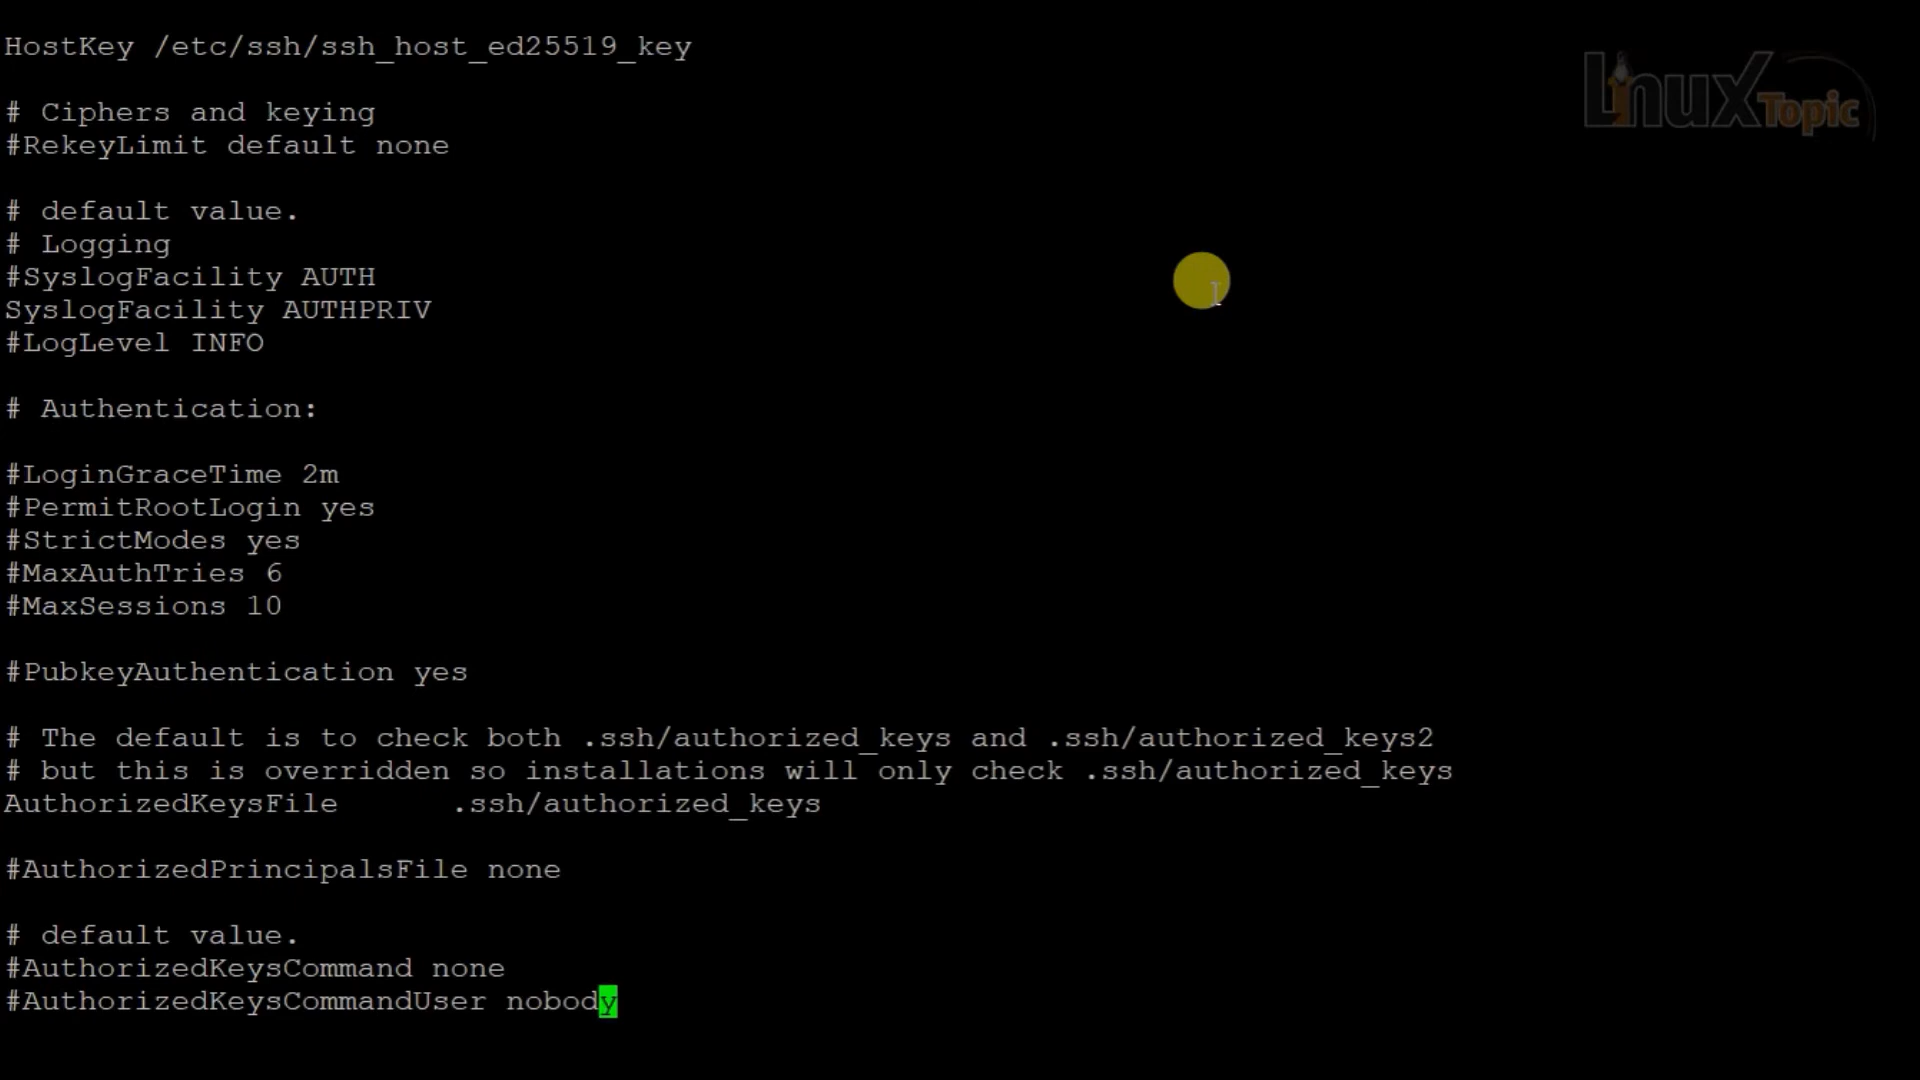 HostKey /etc/ssh/ssh_host_ed25519_key
Linux Topic
# Ciphers and keying
#RekeyLimit default none
# default value.
# Logging
#SyslogFacility AUTH
SyslogFacility AUTHPRIV
#LogLevel INFO
# Authentication:
#LoginGraceTime 2m
#PermitRootLogin yes
#StrictModes yes
#MaxAuthTries 6
#MaxSessions 10
#PubkeyAuthentication yes
# The default is to check both .ssh/authorized_keys and .ssh/authorized_keys2
# but this is overridden so installations will only check .ssh/authorized_keys
AuthorizedKeysFile      .ssh/authorized_keys
#AuthorizedPrincipalsFile none
# default value.
#AuthorizedKeysCommand none
#AuthorizedKeysCommandUser nobody